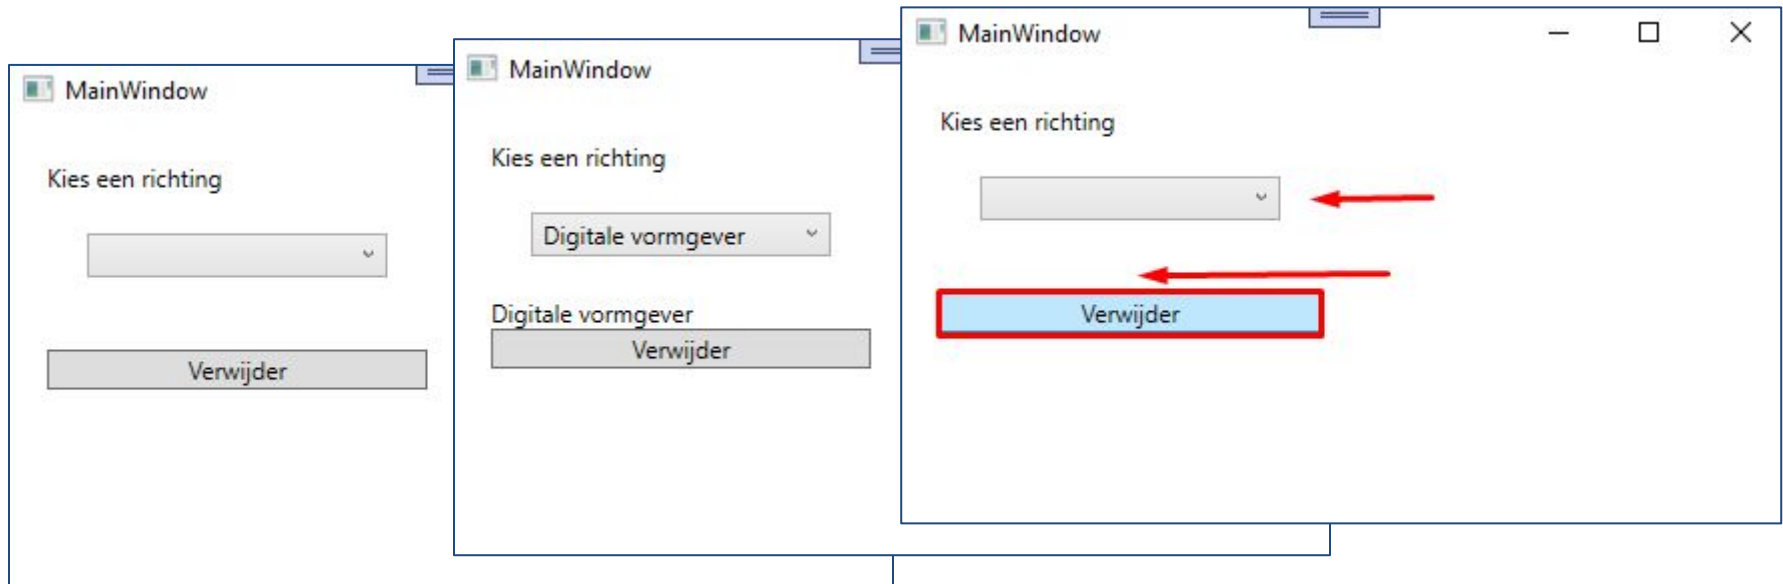 MainWindow
Kies een richting
Verwijder
MainWindow
Kies een richting
Digitale vormgever
Digitale vormgever
Verwijder
MainWindow
Kies een richting
Verwijder